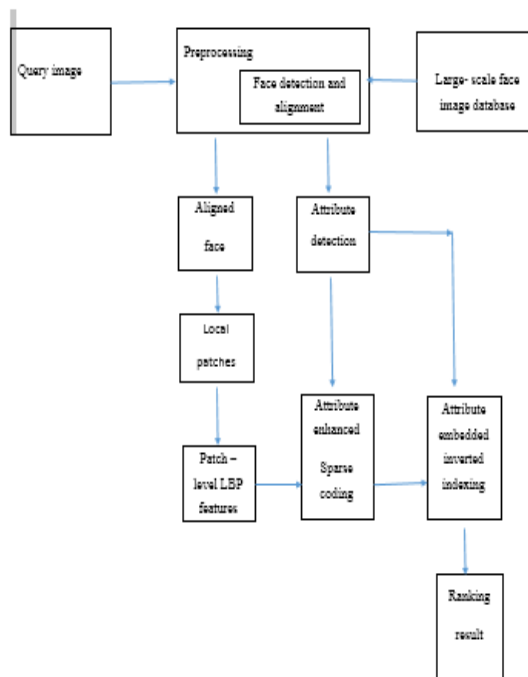 Query image
Preprocessing
Face detection and
alignment
Large- scale face
image database
Aligned
face
Attribute
detection
Local
patches
Attribute
enhanced
Sparse
coding
Attribute
embedded
inverted
indexing
Patch –
level LBP
features
Ranking
result